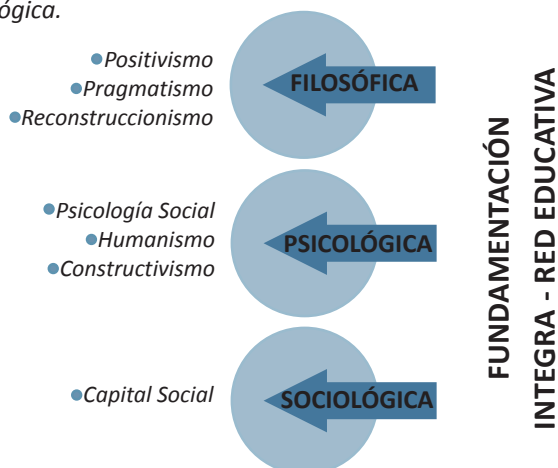 ógica.
Positivismo
Pragmatismo
Reconstruccionismo
FILOSÓFICA
Psicología Social
Humanismo
Constructivismo
PSICOLÓGICA
Capital Social
SOCIOLÓGICA
FUNDAMENTACIÓN
INTEGRA - RED EDUCATIVA